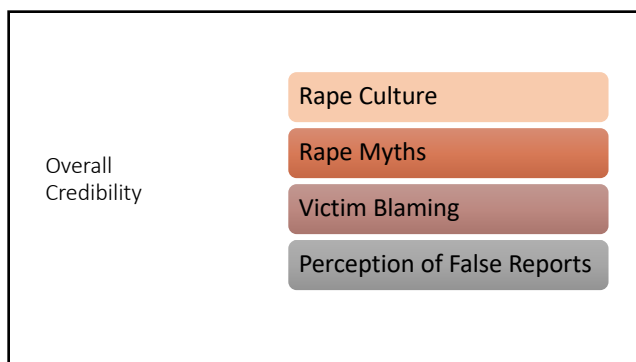 Overall
Credibility
Rape Culture
Rape Myths
Victim Blaming
Perception of False Reports